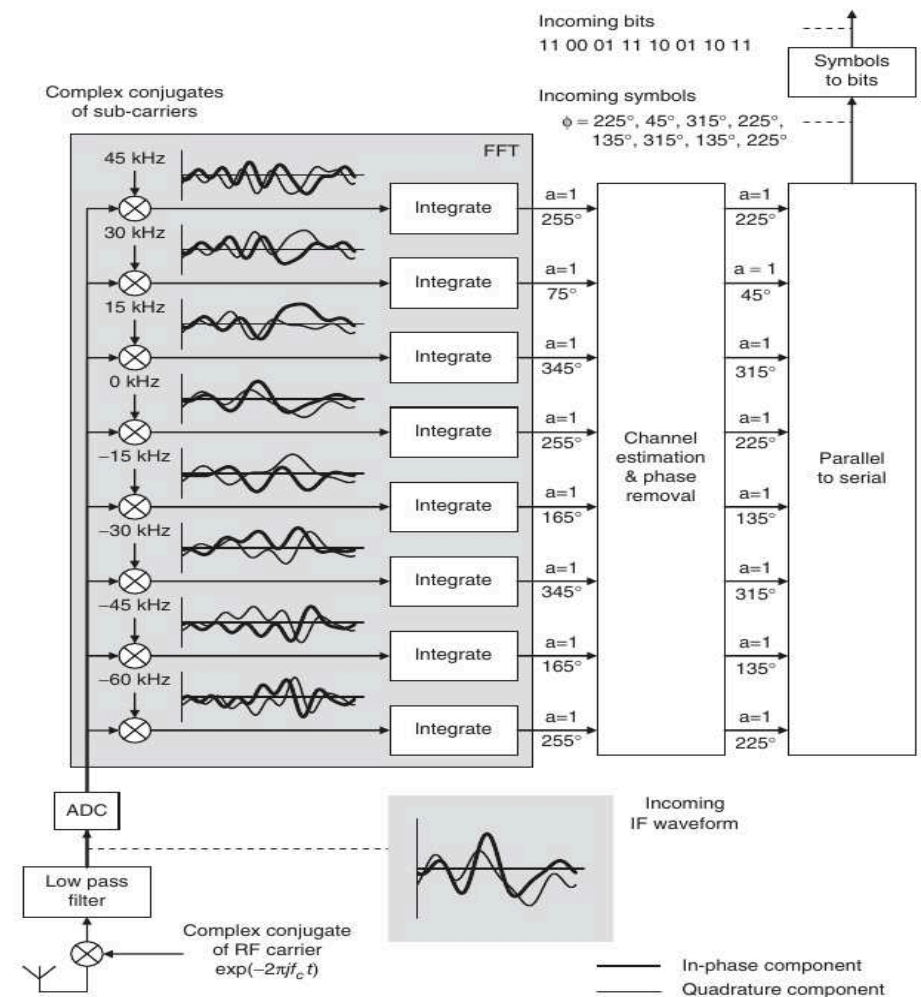 Incoming bits
11 00 01 11 10 01 10 11
Symbols
to bits
Complex conjugates
of sub-carriers
Incoming symbols
ϕ = 225°, 45°, 315°, 225°,
135°, 315°, 135°, 225°
FFT
45 kHz
Integrate
a=1
255°
a=1
225°
30 kHz
Integrate
a=1
75°
a = 1
45°
15 kHz
Integrate
a=1
345°
a=1
315°
0 kHz
Integrate
a=1
255°
a=1
225°
Channel
estimation
& phase
removal
Parallel
to serial
−15 kHz
Integrate
a=1
165°
a=1
135°
−30 kHz
Integrate
a=1
345°
a=1
315°
−45 kHz
Integrate
a=1
165°
a=1
135°
−60 kHz
Integrate
a=1
255°
a=1
225°
ADC
Incoming
IF waveform
Low pass
filter
Complex conjugate
of RF carrier
exp(−2πjf_c t)
In-phase component
Quadrature component